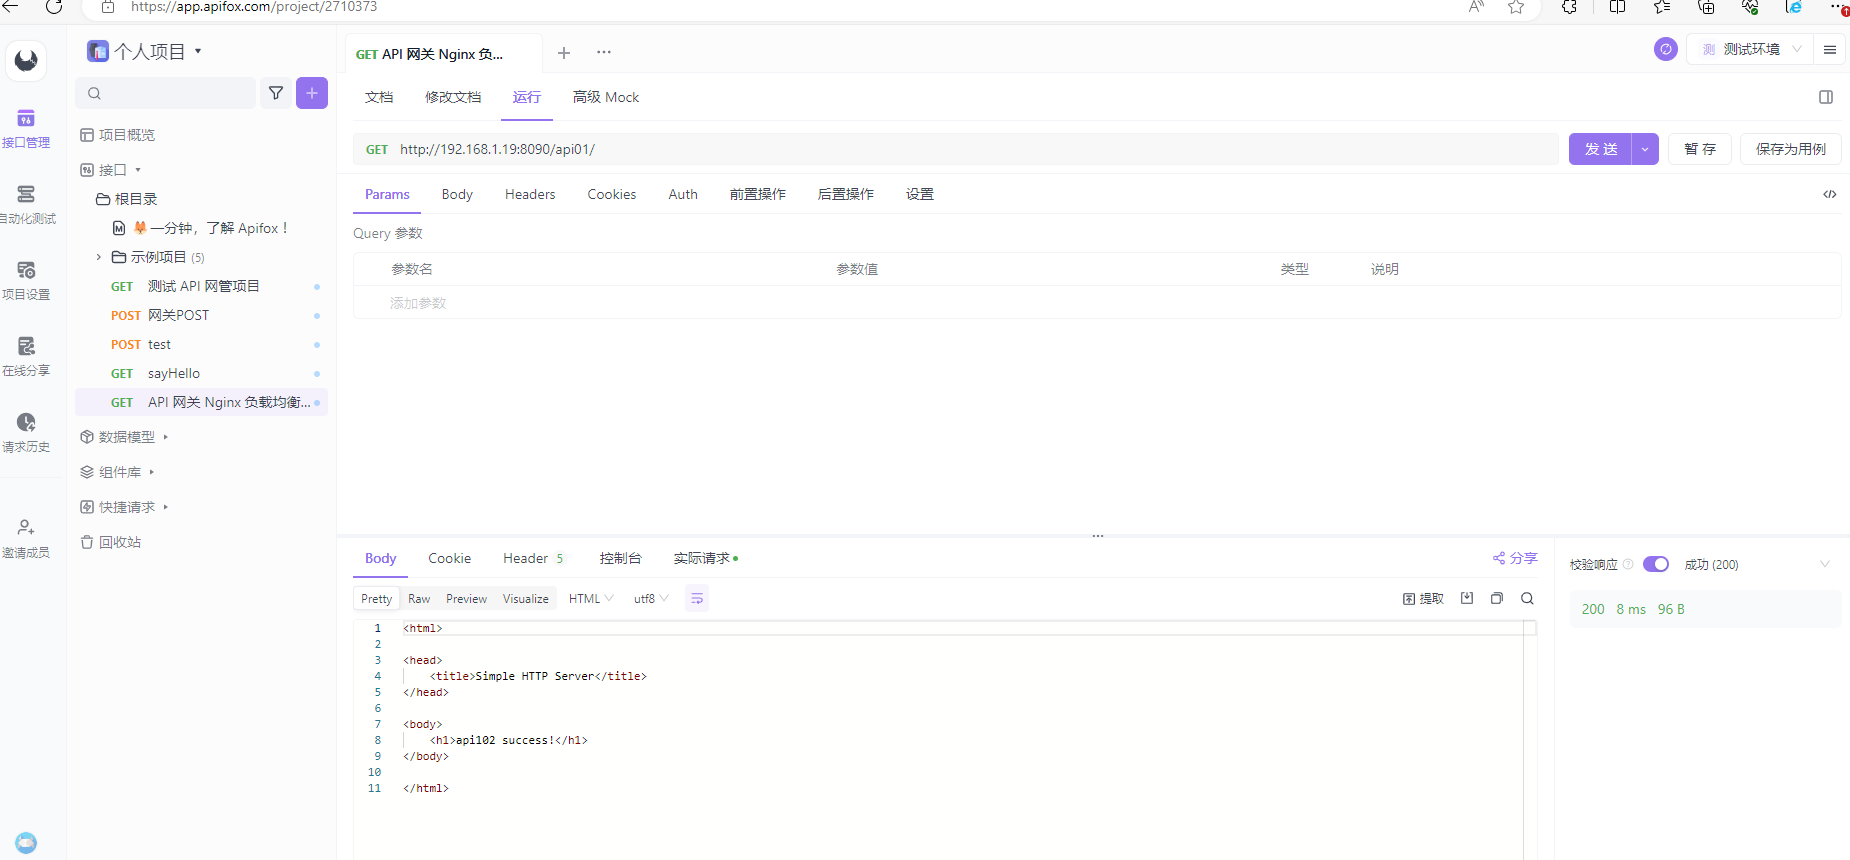 https://app.apifox.com/project/2710373
个人项目
GET API 网关 Nginx 负...
测 测试环境
文档 修改文档 运行 高级 Mock
接口管理
项目概览
GET http://192.168.1.19:8090/api01/
发 送 暂 存 保存为用例
接口
Params Body Headers Cookies Auth 前置操作 后置操作 设置
根目录
自动化测试
一分钟，了解 Apifox！
Query 参数
示例项目 (5)
参数名 参数值 类型 说明
GET 测试 API 网管项目
项目设置
添加参数
POST 网关POST
POST test
在线分享
GET sayHello
GET API 网关 Nginx 负载均衡...
数据模型
请求历史
组件库
快捷请求
回收站
邀请成员
Body Cookie Header 5 控制台 实际请求
分享
校验响应 成功 (200)
Pretty Raw Preview Visualize HTML utf8
提取
200 8 ms 96 B
1 <html>
2
3 <head>
4 <title>Simple HTTP Server</title>
5 </head>
6
7 <body>
8 <h1>api102 success!</h1>
9 </body>
10
11 </html>